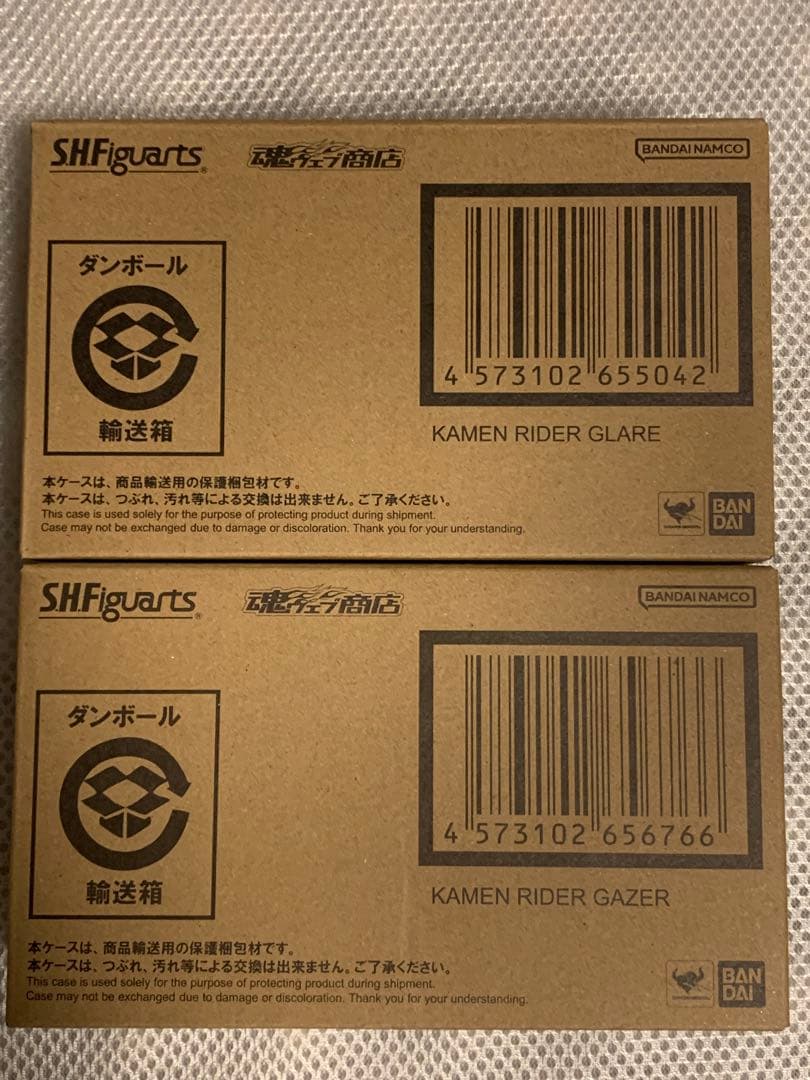 S.H.Figuarts®
魂ウェブ商店
BANDAI NAMCO
ダンボール
輸送箱
4 573102 655042
KAMEN RIDER GLARE
本ケースは、商品輸送用の保護梱包材です。
本ケースは、つぶれ、汚れ等による交換は出来ません。ご了承ください。
This case is used solely for the purpose of protecting product during shipment.
Case may not be exchanged due to damage or discoloration. Thank you for your understanding.
BAN
DAI
S.H.Figuarts®
魂ウェブ商店
BANDAI NAMCO
ダンボール
輸送箱
4 573102 656766
KAMEN RIDER GAZER
本ケースは、商品輸送用の保護梱包材です。
本ケースは、つぶれ、汚れ等による交換は出来ません。ご了承ください。
This case is used solely for the purpose of protecting product during shipment.
Case may not be exchanged due to damage or discoloration. Thank you for your understanding.
BAN
DAI